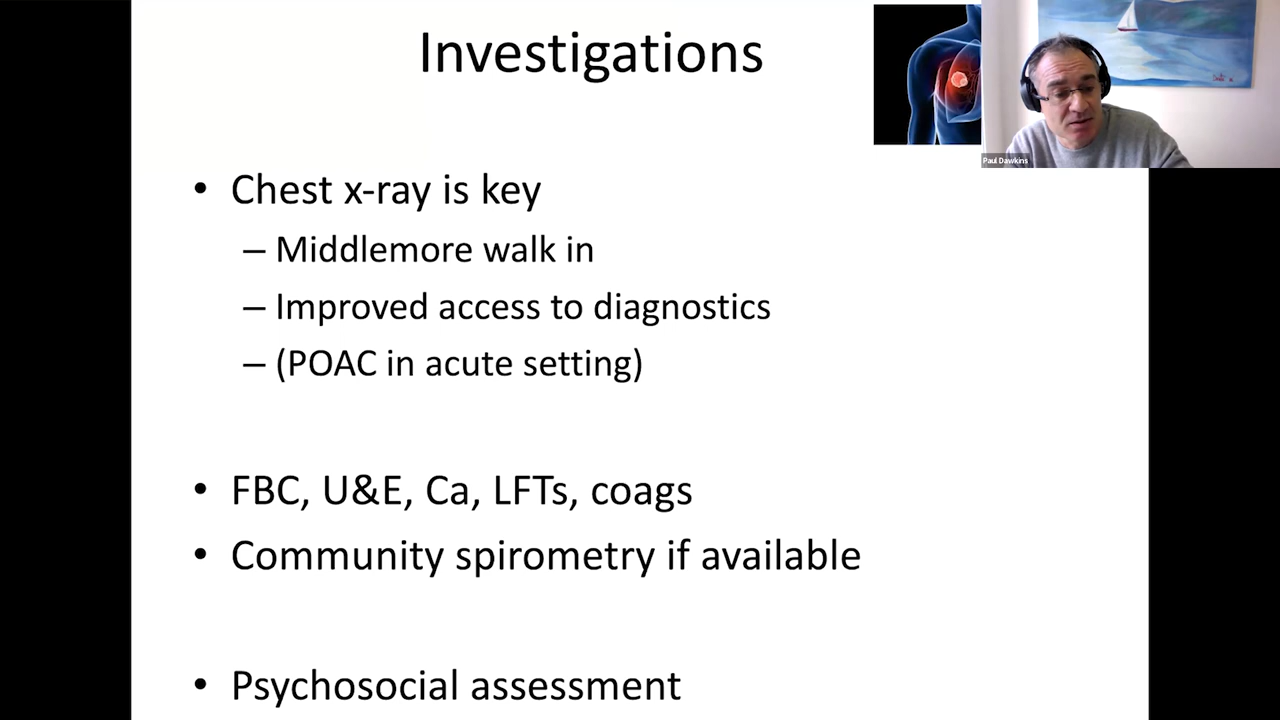 Investigations
Paul Dawkins
• Chest x-ray is key
– Middlemore walk in
– Improved access to diagnostics
– (POAC in acute setting)
• FBC, U&E, Ca, LFTs, coags
• Community spirometry if available
• Psychosocial assessment